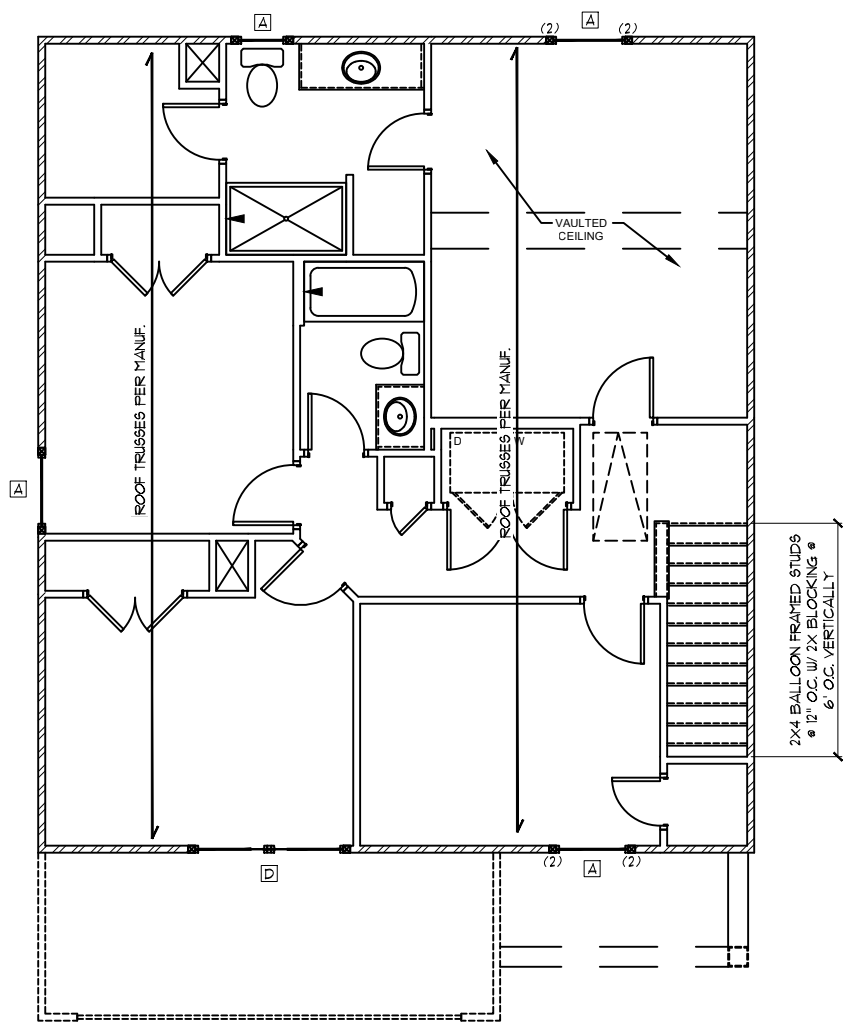 A
(2)
A
(2)
VAULTED
CEILING
ROOF TRUSSES PER MANUF.
ROOF TRUSSES PER MANUF.
D
W
A
2X4 BALLOON FRAMED STUDS
@ 12" O.C. W/ 2X BLOCKING @
6' O.C. VERTICALLY
D
(2)
A
(2)